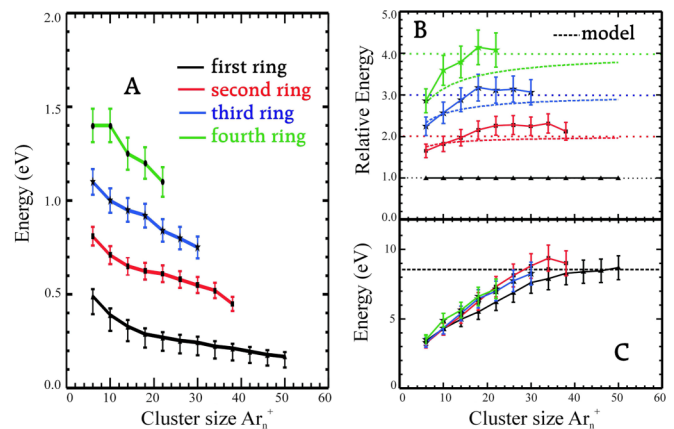 2.0
1.5
1.0
0.5
0.0
Energy (eV)
A
first ring
second ring
third ring
fourth ring
0 10 20 30 40 50 60
Cluster size Ar n +
B
model
5.0
4.0
3.0
2.0
1.0
0.0
Relative Energy
10
5
0
Energy (eV)
C
0 10 20 30 40 50 60
Cluster size Ar n +